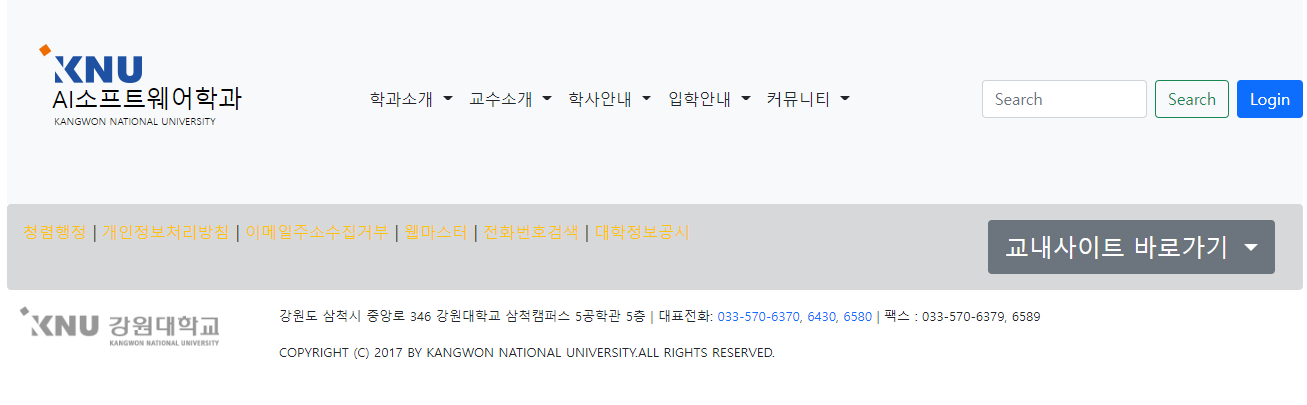 KNU
AI소프트웨어학과
KANGWON NATIONAL UNIVERSITY
학과소개 교수소개 학사안내 입학안내 커뮤니티 Search Search Login
청렴행정 | 개인정보처리방침 | 이메일주소수집거부 | 웹마스터 | 전화번호검색 | 대학정보공시
교내사이트 바로가기
KNU 강원대학교
KANGWON NATIONAL UNIVERSITY
강원도 삼척시 중앙로 346 강원대학교 삼척캠퍼스 5공학관 5층 | 대표전화: 033-570-6370, 6430, 6580 | 팩스 : 033-570-6379, 6589
COPYRIGHT (C) 2017 BY KANGWON NATIONAL UNIVERSITY.ALL RIGHTS RESERVED.